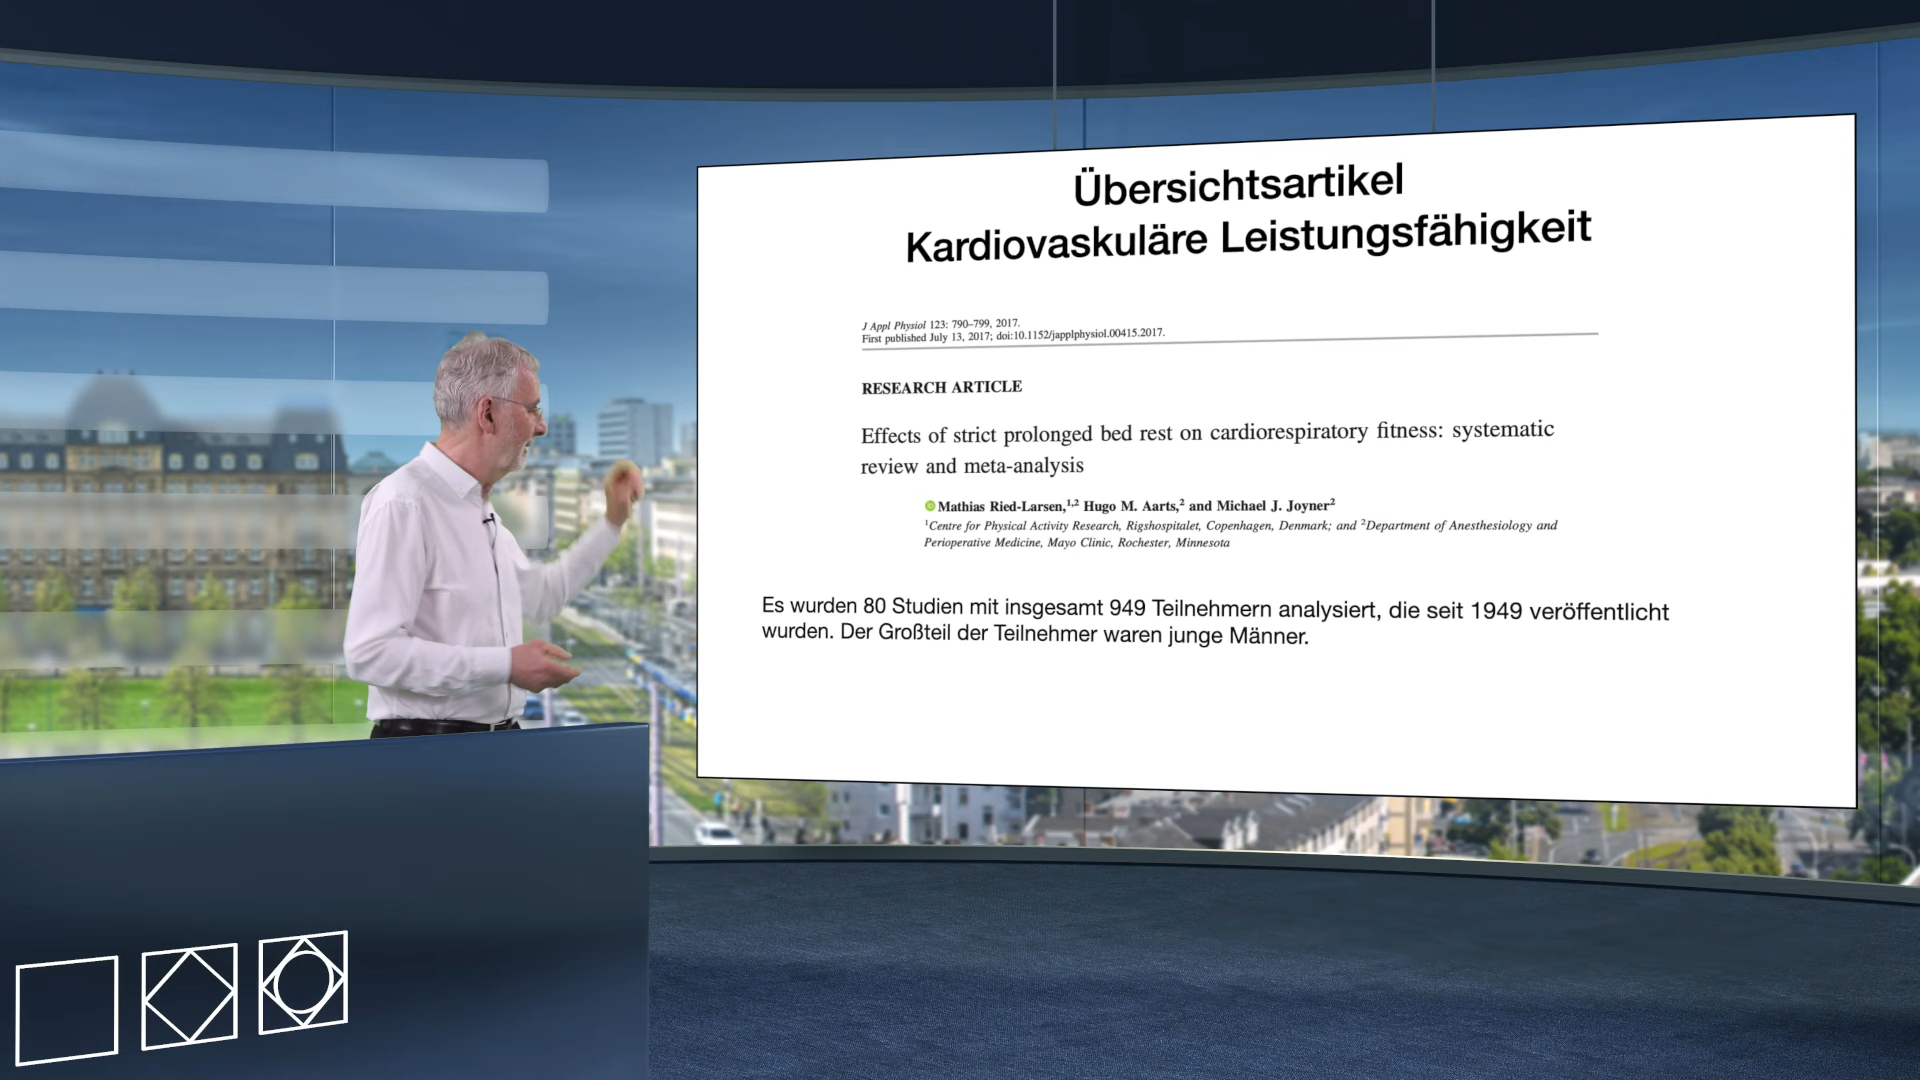 Übersichtsartikel
Kardiovaskuläre Leistungsfähigkeit
J Appl Physiol 123: 790–799, 2017.
First published July 13, 2017; doi:10.1152/japplphysiol.00415.2017.
RESEARCH ARTICLE
Effects of strict prolonged bed rest on cardiorespiratory fitness: systematic
review and meta-analysis
Mathias Ried-Larsen,1,2 Hugo M. Aarts,2 and Michael J. Joyner2
1Centre for Physical Activity Research, Rigshospitalet, Copenhagen, Denmark; and 2Department of Anesthesiology and
Perioperative Medicine, Mayo Clinic, Rochester, Minnesota
Es wurden 80 Studien mit insgesamt 949 Teilnehmern analysiert, die seit 1949 veröffentlicht
wurden. Der Großteil der Teilnehmer waren junge Männer.